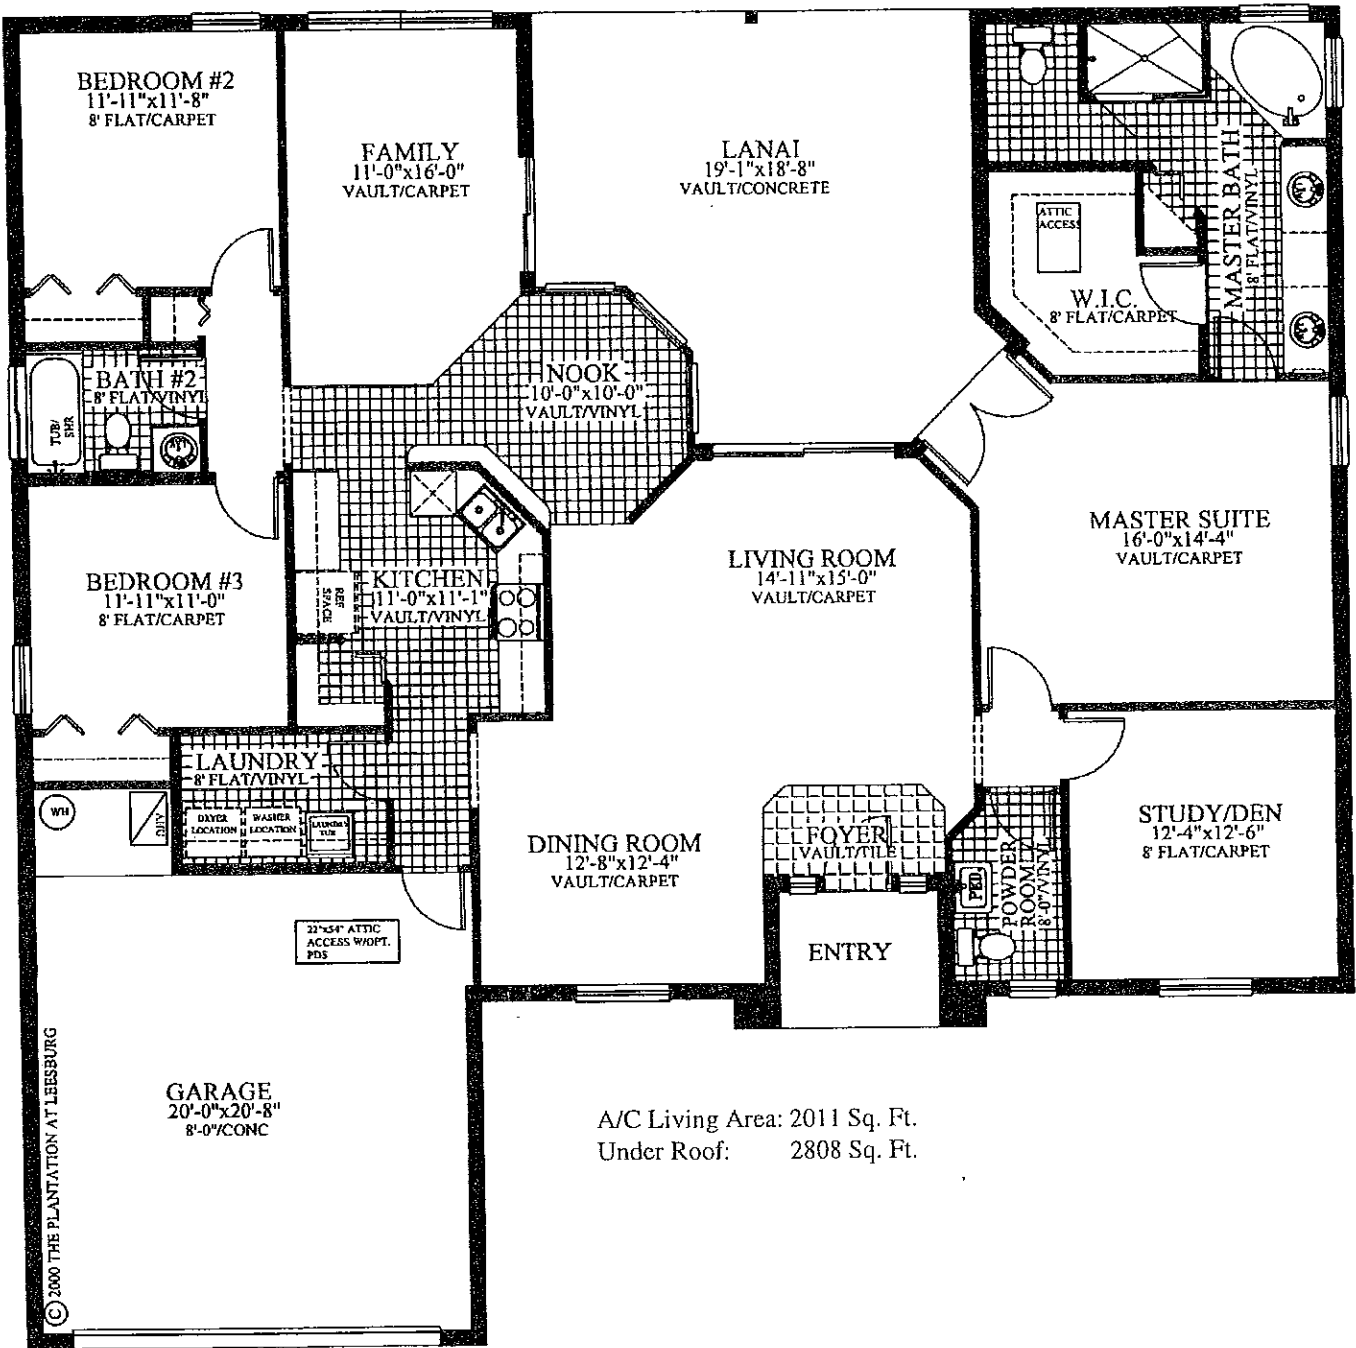 BEDROOM #2
11'-11"x11'-8"
8' FLAT/CARPET
FAMILY
11'-0"x16'-0"
VAULT/CARPET
LANAI
19'-1"x18'-8"
VAULT/CONCRETE
MASTER BATH
8' FLAT/VINYL
LAV
LAV
ATTIC
ACCESS
W.I.C.
8' FLAT/CARPET
BATH #2
8' FLAT/VINYL
TUB/
SHR
LAV
NOOK
10'-0"x10'-0"
VAULT/VINYL
MASTER SUITE
16'-0"x14'-4"
VAULT/CARPET
LIVING ROOM
14'-11"x15'-0"
VAULT/CARPET
BEDROOM #3
11'-11"x11'-0"
8' FLAT/CARPET
KITCHEN
11'-0"x11'-1"
VAULT/VINYL
REF
SPACE
LAUNDRY
8' FLAT/VINYL
WH
AHU
DRYER
LOCATION
WASHER
LOCATION
LAUNDRY
TUB
DINING ROOM
12'-8"x12'-4"
VAULT/CARPET
FOYER
VAULT/TILE
POWDER
ROOM
8'-0"/VINYL
PED
STUDY/DEN
12'-4"x12'-6"
8' FLAT/CARPET
22"x54" ATTIC
ACCESS W/OPT.
PDS
ENTRY
GARAGE
20'-0"x20'-8"
8'-0"/CONC
© 2000 THE PLANTATION AT LEESBURG
A/C Living Area: 2011 Sq. Ft.
Under Roof: 2808 Sq. Ft.